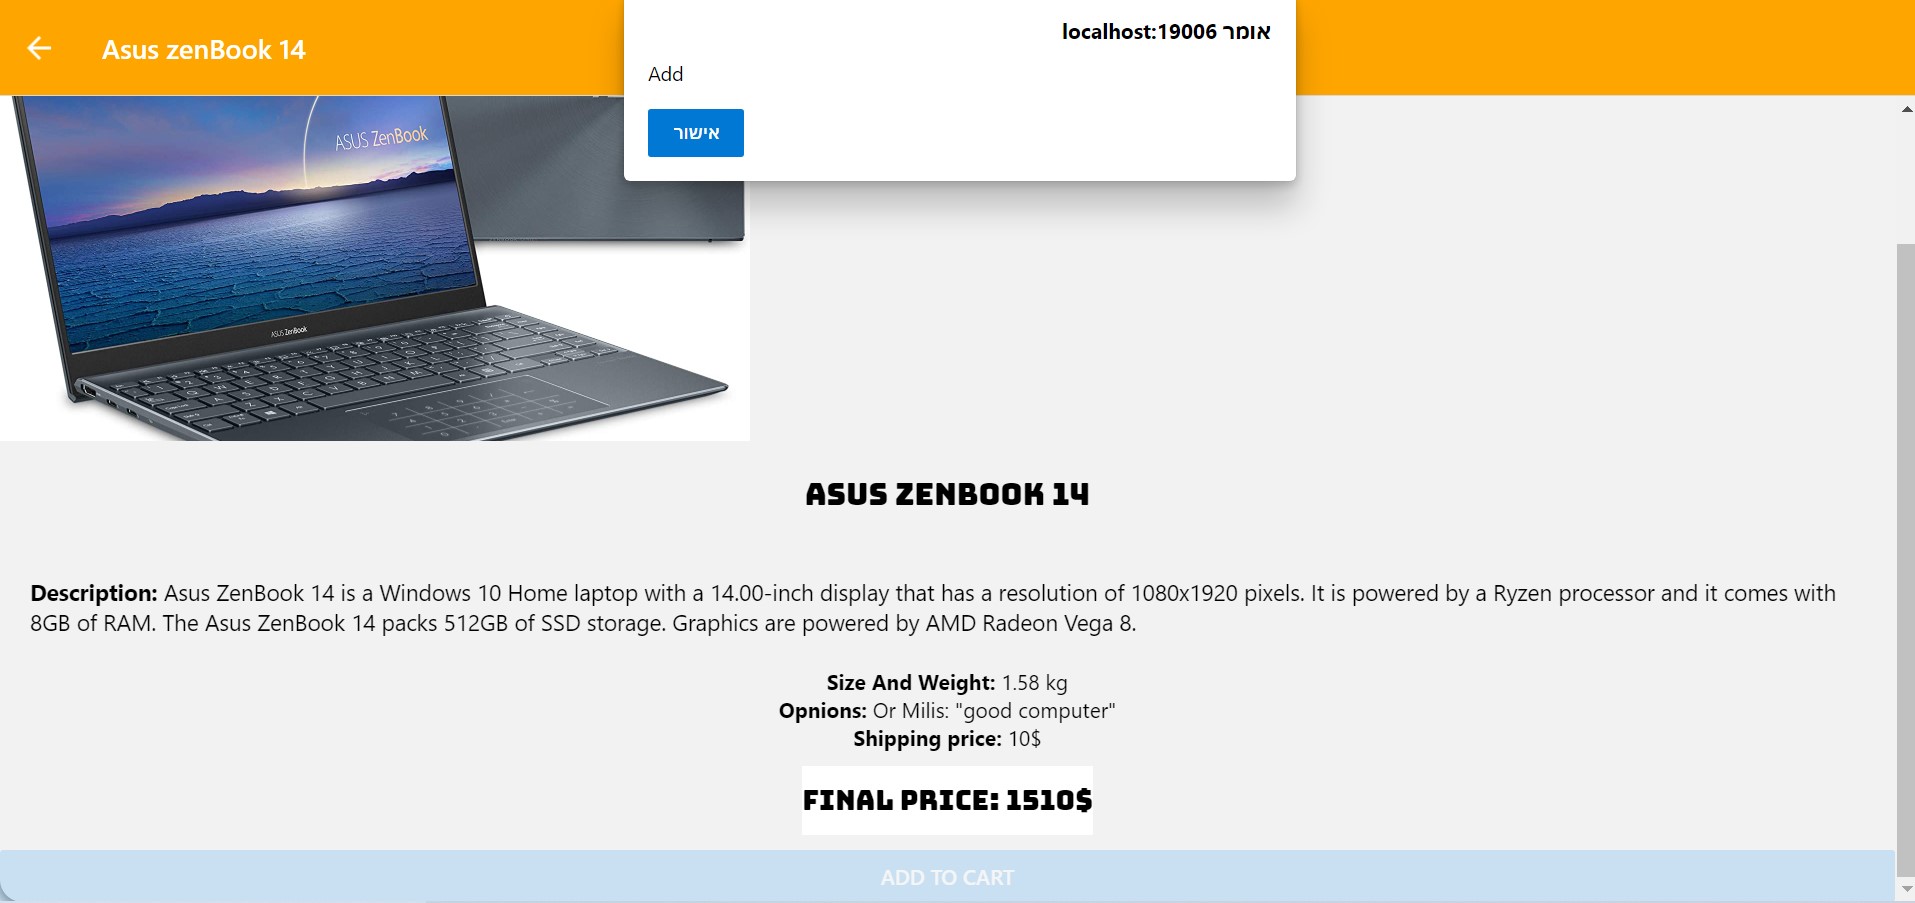 Asus zenBook 14
localhost:19006 אומר
Add
אישור
ASUS ZenBook
ASUS ZenBook
ASUS ZENBOOK 14
Description: Asus ZenBook 14 is a Windows 10 Home laptop with a 14.00-inch display that has a resolution of 1080x1920 pixels. It is powered by a Ryzen processor and it comes with
8GB of RAM. The Asus ZenBook 14 packs 512GB of SSD storage. Graphics are powered by AMD Radeon Vega 8.
Size And Weight: 1.58 kg
Opnions: Or Milis: "good computer"
Shipping price: 10$
FINAL PRICE: 1510$
ADD TO CART